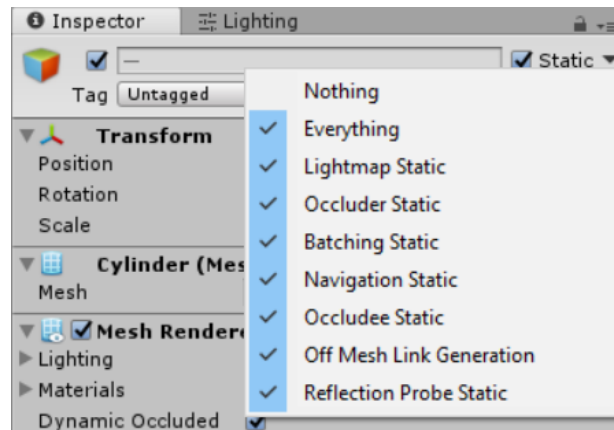 Inspector
Lighting
—
Static
Tag Untagged
Nothing
Everything
Lightmap Static
Occluder Static
Batching Static
Navigation Static
Occludee Static
Off Mesh Link Generation
Reflection Probe Static
Transform
Position
Rotation
Scale
Cylinder (Mes
Mesh
Mesh Rendere
Lighting
Materials
Dynamic Occluded